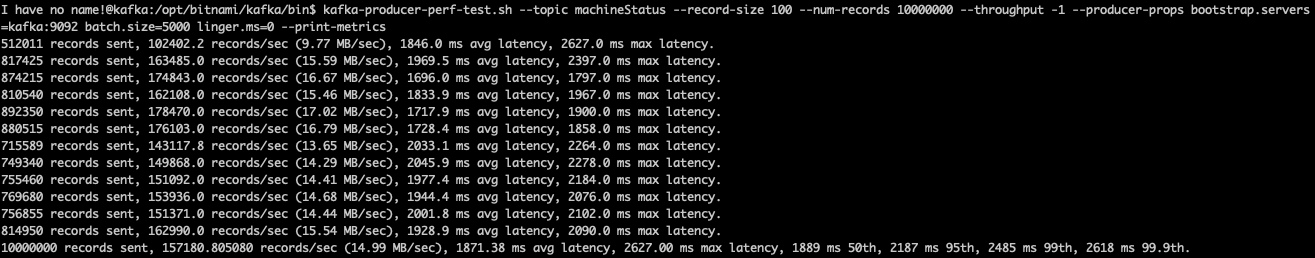 I have no name!@kafka:/opt/bitnami/kafka/bin$ kafka-producer-perf-test.sh --topic machineStatus --record-size 100 --num-records 10000000 --throughput -1 --producer-props bootstrap.servers
=kafka:9092 batch.size=5000 linger.ms=0 --print-metrics
512011 records sent, 102402.2 records/sec (9.77 MB/sec), 1846.0 ms avg latency, 2627.0 ms max latency.
817425 records sent, 163485.0 records/sec (15.59 MB/sec), 1969.5 ms avg latency, 2397.0 ms max latency.
874215 records sent, 174843.0 records/sec (16.67 MB/sec), 1696.0 ms avg latency, 1797.0 ms max latency.
810540 records sent, 162108.0 records/sec (15.46 MB/sec), 1833.9 ms avg latency, 1967.0 ms max latency.
892350 records sent, 178470.0 records/sec (17.02 MB/sec), 1717.9 ms avg latency, 1900.0 ms max latency.
880515 records sent, 176103.0 records/sec (16.79 MB/sec), 1728.4 ms avg latency, 1858.0 ms max latency.
715589 records sent, 143117.8 records/sec (13.65 MB/sec), 2033.1 ms avg latency, 2264.0 ms max latency.
749340 records sent, 149868.0 records/sec (14.29 MB/sec), 2045.9 ms avg latency, 2278.0 ms max latency.
755460 records sent, 151092.0 records/sec (14.41 MB/sec), 1977.4 ms avg latency, 2184.0 ms max latency.
769680 records sent, 153936.0 records/sec (14.68 MB/sec), 1944.4 ms avg latency, 2076.0 ms max latency.
756855 records sent, 151371.0 records/sec (14.44 MB/sec), 2001.8 ms avg latency, 2102.0 ms max latency.
814950 records sent, 162990.0 records/sec (15.54 MB/sec), 1928.9 ms avg latency, 2090.0 ms max latency.
10000000 records sent, 157180.805080 records/sec (14.99 MB/sec), 1871.38 ms avg latency, 2627.00 ms max latency, 1889 ms 50th, 2187 ms 95th, 2485 ms 99th, 2618 ms 99.9th.